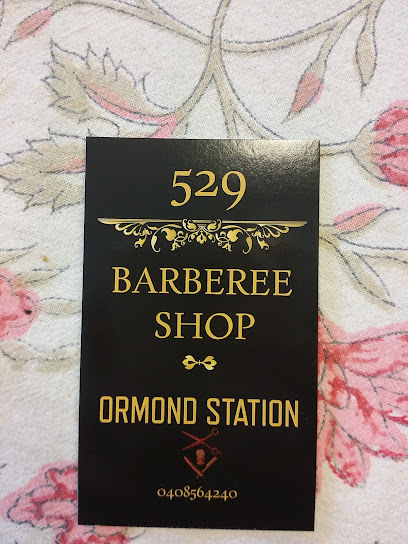 529
BARBEREE
SHOP
ORMOND STATION
0408564240